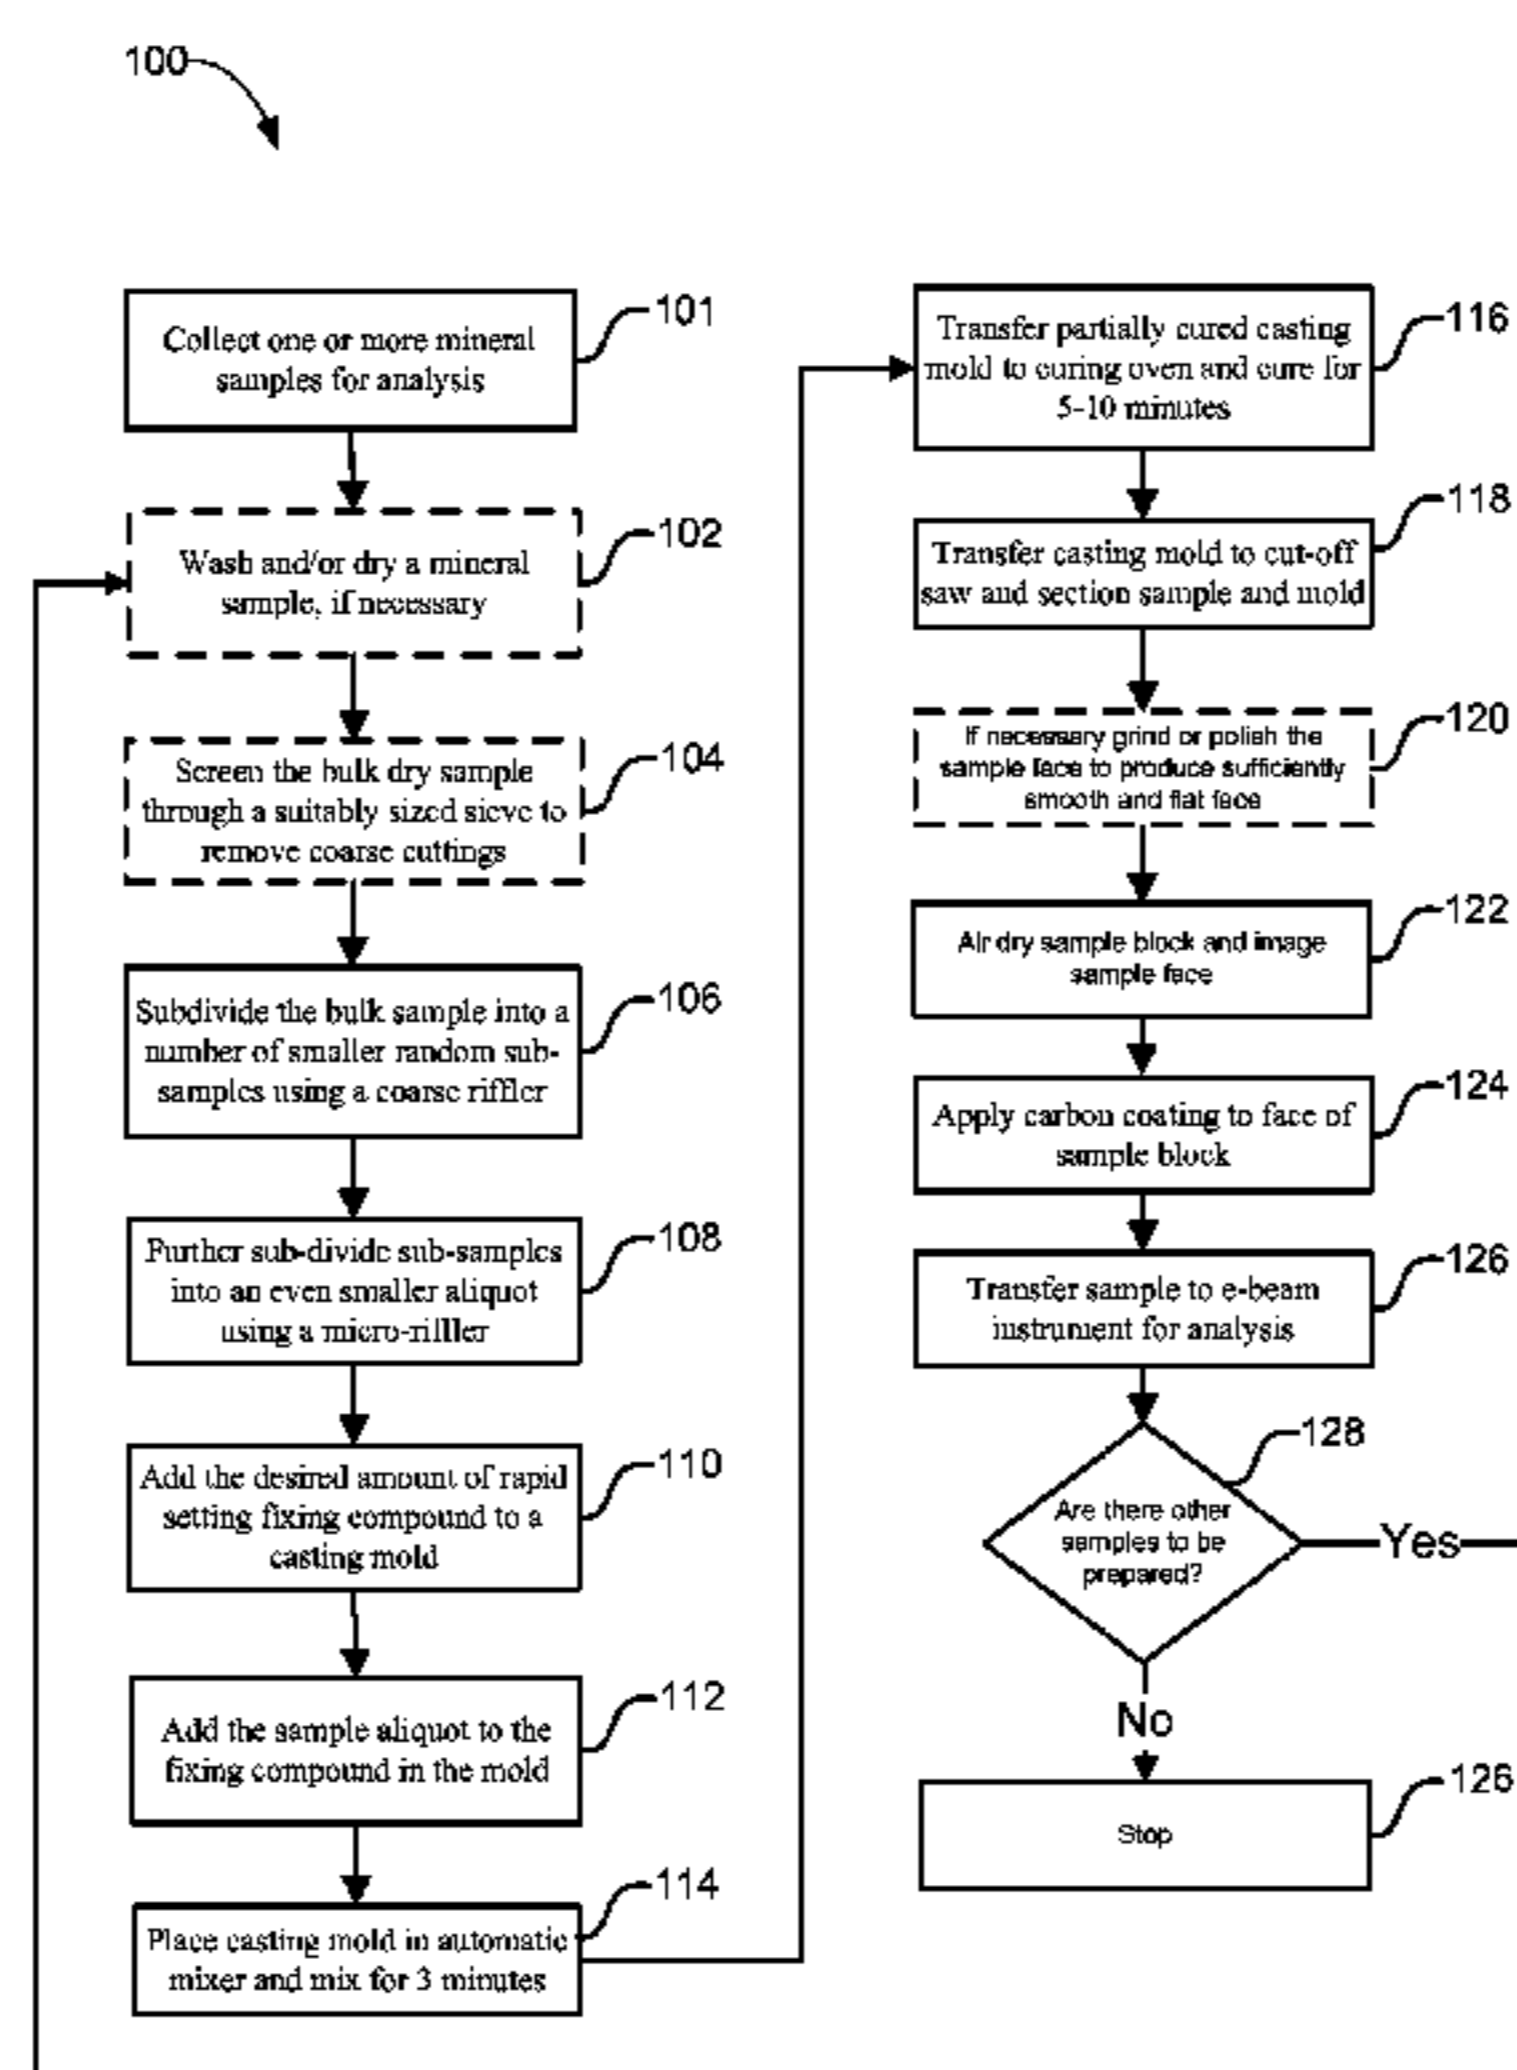 100
Collect one or more mineral
samples for analysis
101
Wash and/or dry a mineral
sample, if necessary
102
Screen the bulk dry sample
through a suitably sized sieve to
remove coarse cuttings
104
Subdivide the bulk sample into a
number of smaller random sub-
samples using a coarse riffler
106
Further sub-divide sub-samples
into an even smaller aliquot
using a micro-riffler
108
Add the desired amount of rapid
setting fixing compound to a
casting mold
110
Add the sample aliquot to the
fixing compound in the mold
112
Place casting mold in automatic
mixer and mix for 3 minutes
114
Transfer partially cured casting
mold to curing oven and cure for
5-10 minutes
116
Transfer casting mold to cut-off
saw and section sample and mold
118
If necessary grind or polish the
sample face to produce sufficiently
smooth and flat face
120
Air dry sample block and image
sample face
122
Apply carbon coating to face of
sample block
124
Transfer sample to e-beam
instrument for analysis
126
Are there other
samples to be
prepared?
128
Yes
No
Stop
126